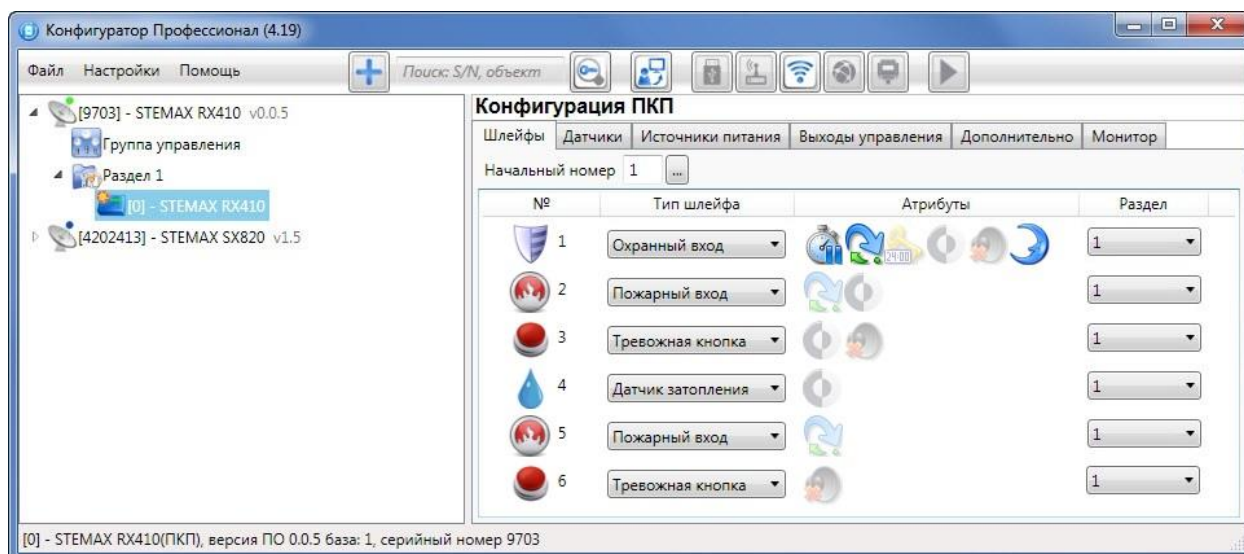 Конфигуратор Профессионал (4.19)
Файл Настройки Помощь Поиск: S/N, объект
[9703] - STEMAX RX410 v0.0.5
Группа управления
Раздел 1
[0] - STEMAX RX410
[4202413] - STEMAX SX820 v1.5
Конфигурация ПКП
Шлейфы Датчики Источники питания Выходы управления Дополнительно Монитор
Начальный номер 1 ...
№ Тип шлейфа Атрибуты Раздел
1 Охранный вход 24:00 1
2 Пожарный вход 1
3 Тревожная кнопка 1
4 Датчик затопления 1
5 Пожарный вход 1
6 Тревожная кнопка 1
[0] - STEMAX RX410(ПКП), версия ПО 0.0.5 база: 1, серийный номер 9703